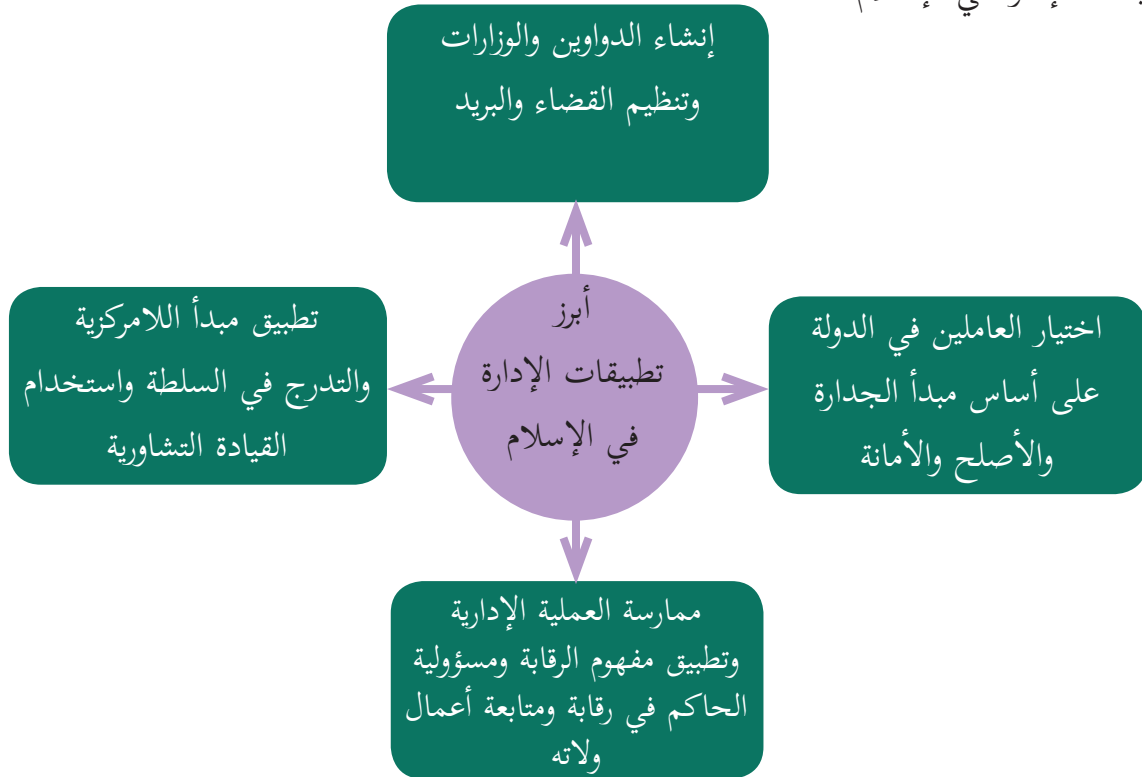 إنشاء الدواوين والوزارات
وتنظيم القضاء والبريد
أبرز
تطبيقات الإدارة
في الإسلام
اختيار العاملين في الدولة
على أساس مبدأ الجدارة
والأصلح والأمانة
تطبيق مبدأ اللامركزية
والتدرج في السلطة واستخدام
القيادة التشاورية
ممارسة العملية الإدارية
وتطبيق مفهوم الرقابة ومسؤولية
الحاكم في رقابة ومتابعة أعمال
ولاته